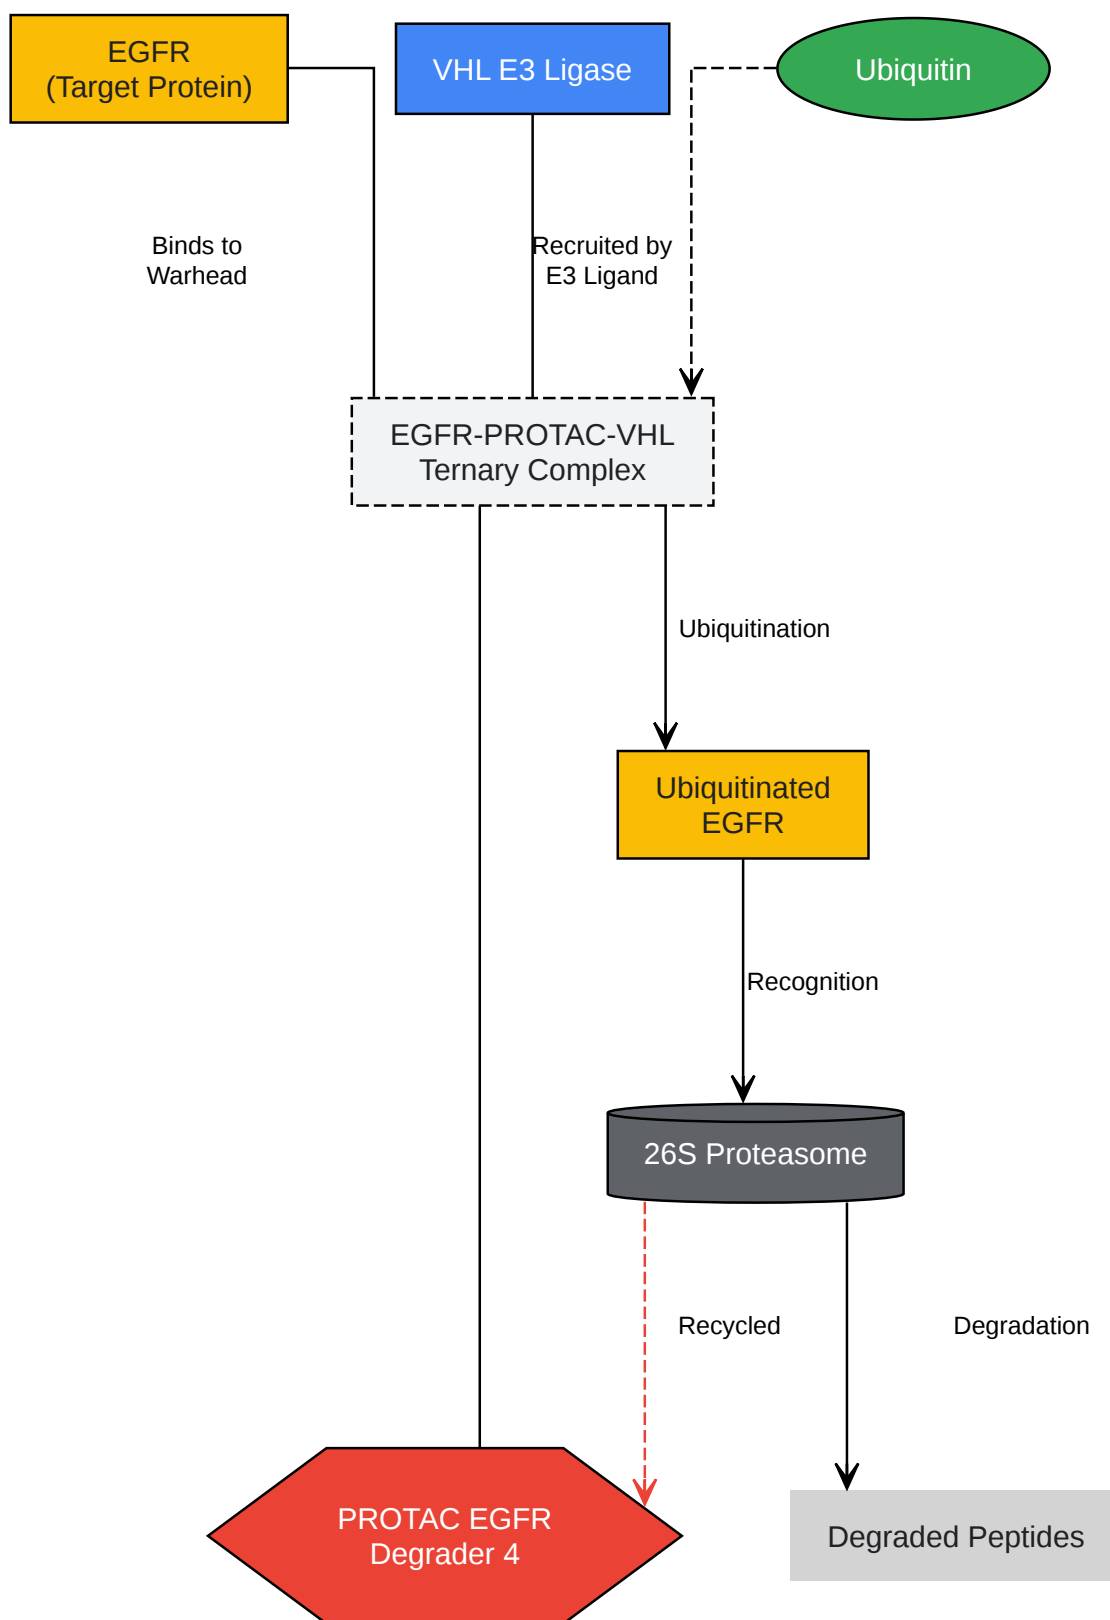 EGFR
(Target Protein)
VHL E3 Ligase
Ubiquitin
Binds to
Warhead
Recruited by
E3 Ligand
EGFR-PROTAC-VHL
Ternary Complex
Ubiquitination
Ubiquitinated
EGFR
Recognition
26S Proteasome
Recycled
Degradation
PROTAC EGFR
Degrader 4
Degraded Peptides